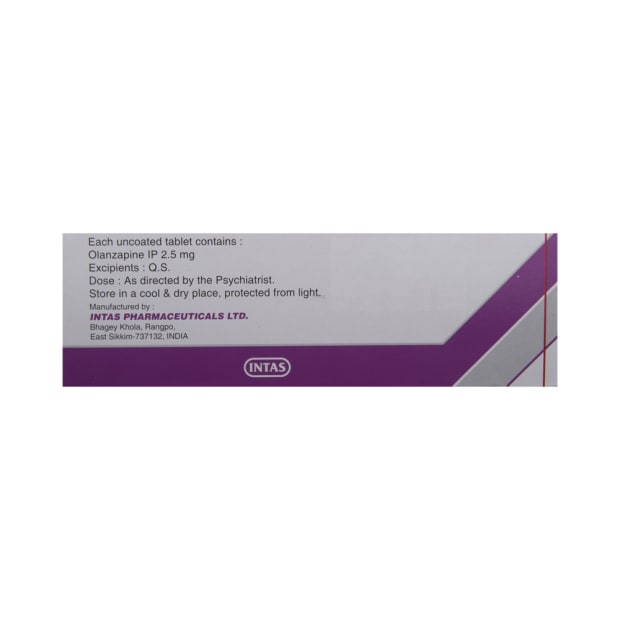 Each uncoated tablet contains :
Olanzapine IP 2.5 mg
Excipients : Q.S.
Dose : As directed by the Psychiatrist.
Store in a cool & dry place, protected from light.
Manufactured by :
INTAS PHARMACEUTICALS LTD.
Bhagey Khola, Rangpo,
East Sikkim-737132, INDIA
INTAS